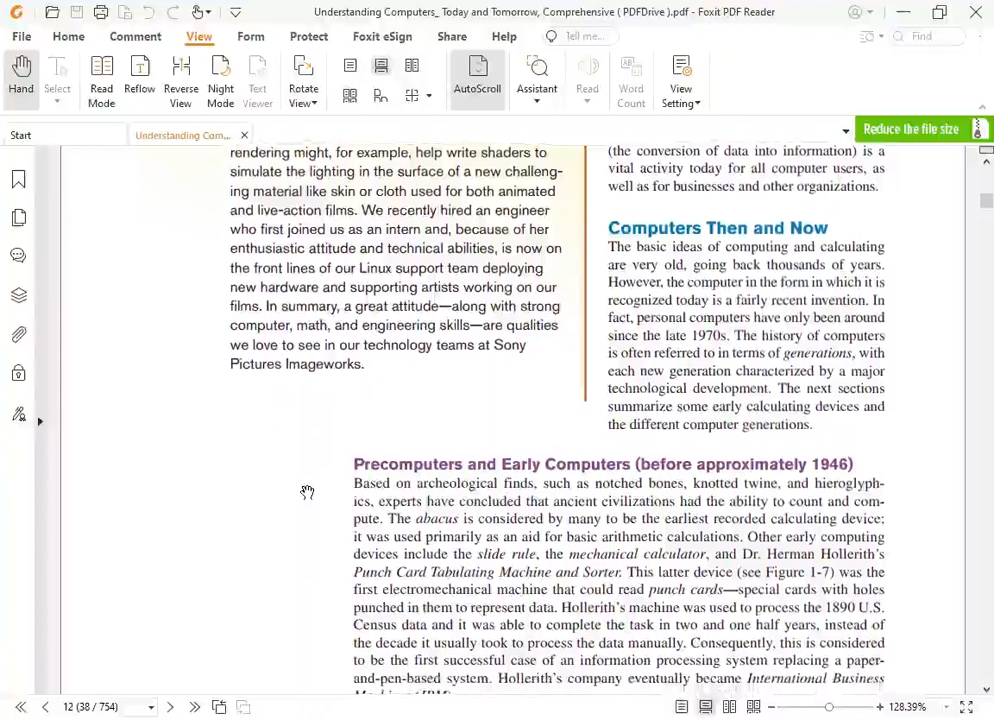 Understanding Computers_ Today and Tomorrow, Comprehensive ( PDFDrive ).pdf - Foxit PDF Reader
File Home Comment View Form Protect Foxit eSign Share Help Tell me... Find
Hand Select Read Mode Reflow Reverse View Night Mode Text Viewer Rotate View AutoScroll Assistant Read Word Count View Setting
Start Understanding Com... Reduce the file size
rendering might, for example, help write shaders to
simulate the lighting in the surface of a new challeng-
ing material like skin or cloth used for both animated
and live-action films. We recently hired an engineer
who first joined us as an intern and, because of her
enthusiastic attitude and technical abilities, is now on
the front lines of our Linux support team deploying
new hardware and supporting artists working on our
films. In summary, a great attitude—along with strong
computer, math, and engineering skills—are qualities
we love to see in our technology teams at Sony
Pictures Imageworks.
(the conversion of data into information) is a
vital activity today for all computer users, as
well as for businesses and other organizations.
Computers Then and Now
The basic ideas of computing and calculating
are very old, going back thousands of years.
However, the computer in the form in which it is
recognized today is a fairly recent invention. In
fact, personal computers have only been around
since the late 1970s. The history of computers
is often referred to in terms of generations, with
each new generation characterized by a major
technological development. The next sections
summarize some early calculating devices and
the different computer generations.
Precomputers and Early Computers (before approximately 1946)
Based on archeological finds, such as notched bones, knotted twine, and hieroglyph-
ics, experts have concluded that ancient civilizations had the ability to count and com-
pute. The abacus is considered by many to be the earliest recorded calculating device;
it was used primarily as an aid for basic arithmetic calculations. Other early computing
devices include the slide rule, the mechanical calculator, and Dr. Herman Hollerith's
Punch Card Tabulating Machine and Sorter. This latter device (see Figure 1-7) was the
first electromechanical machine that could read punch cards—special cards with holes
punched in them to represent data. Hollerith's machine was used to process the 1890 U.S.
Census data and it was able to complete the task in two and one half years, instead of
the decade it usually took to process the data manually. Consequently, this is considered
to be the first successful case of an information processing system replacing a paper-
and-pen-based system. Hollerith's company eventually became International Business
12 (38 / 754) 128.39%